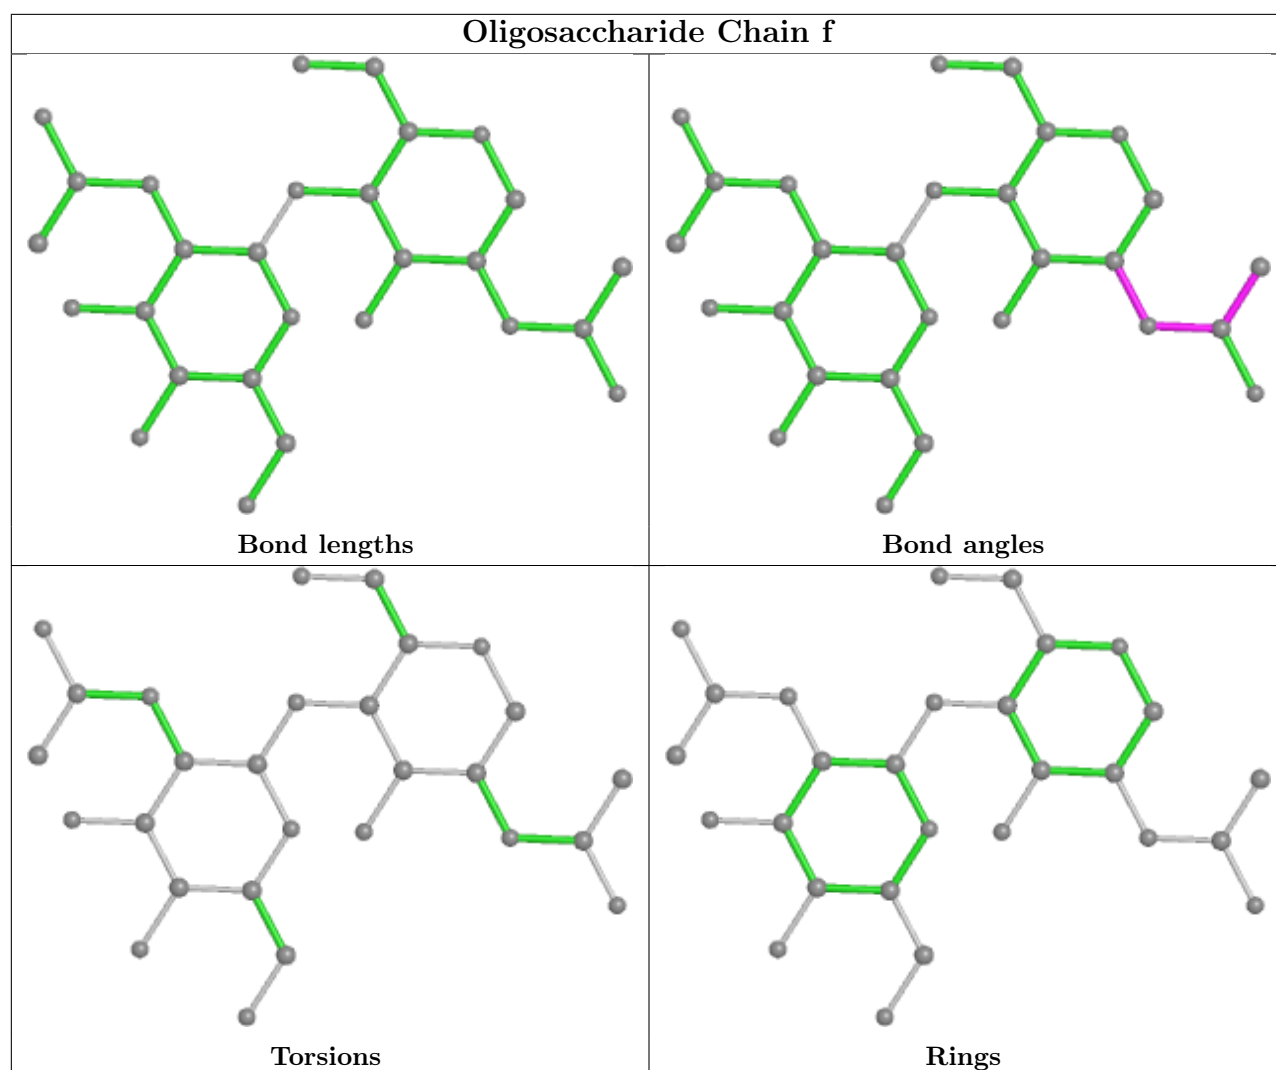 Oligosaccharide Chain f
Bond lengths
Bond angles
Torsions
Rings